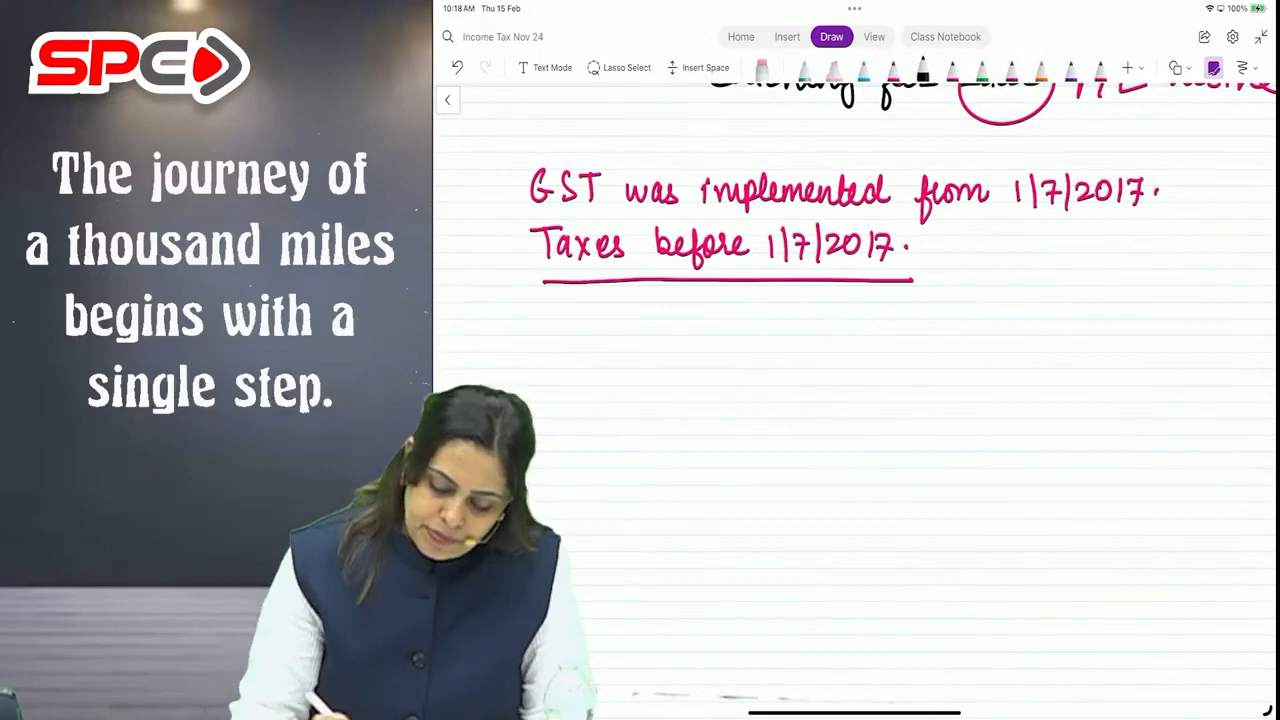 SPC
The journey of
a thousand miles
begins with a
single step.
10:18 AM Thu 15 Feb
100%
Income Tax Nov 24
Home Insert Draw View Class Notebook
Text Mode Lasso Select Insert Space
GST was implemented from 1/7/2017.
Taxes before 1/7/2017.